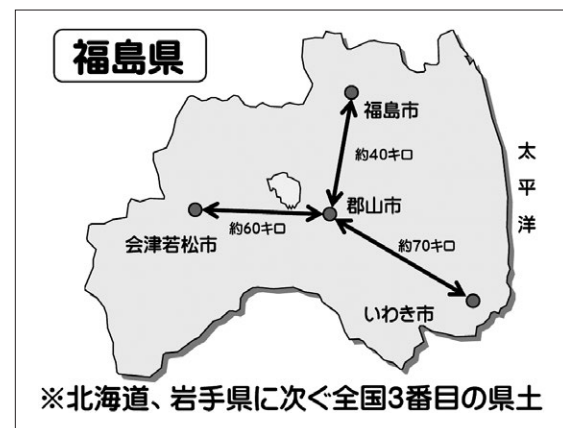 福島県
福島市
約40キロ
太平洋
郡山市
約60キロ
会津若松市
約70キロ
いわき市
※北海道、岩手県に次ぐ全国3番目の県土